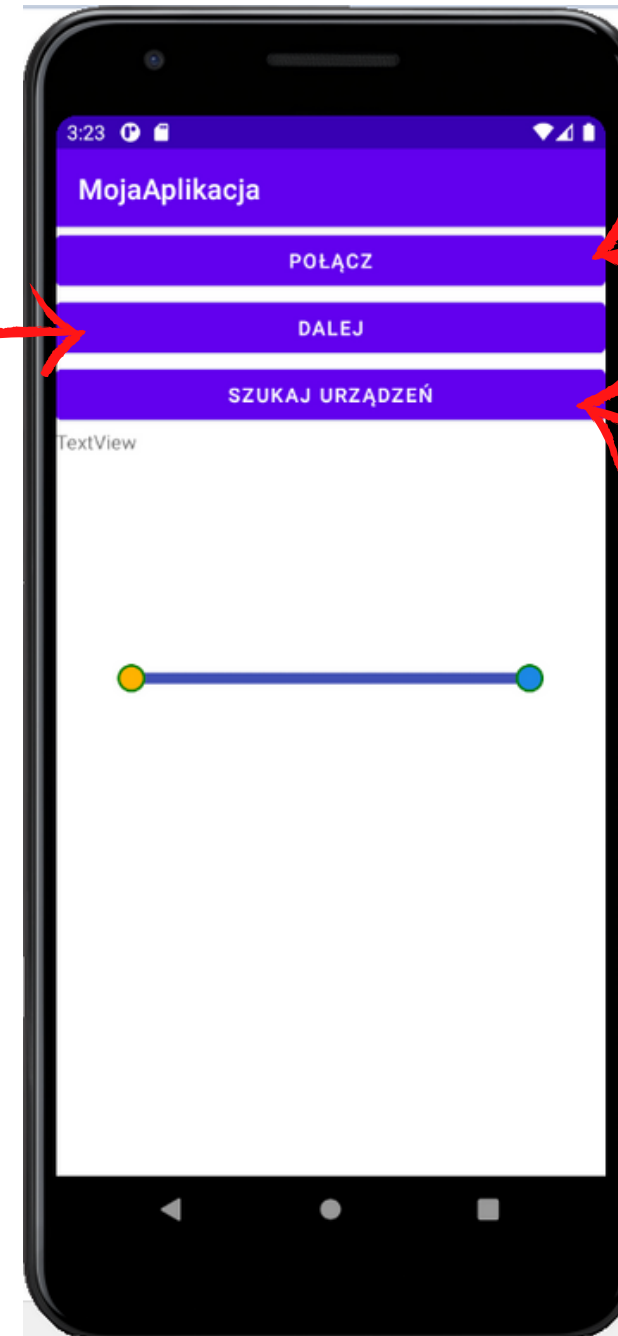 3:23
MojaAplikacja
POŁĄCZ
DALEJ
SZUKAJ URZĄDZEŃ
TextView